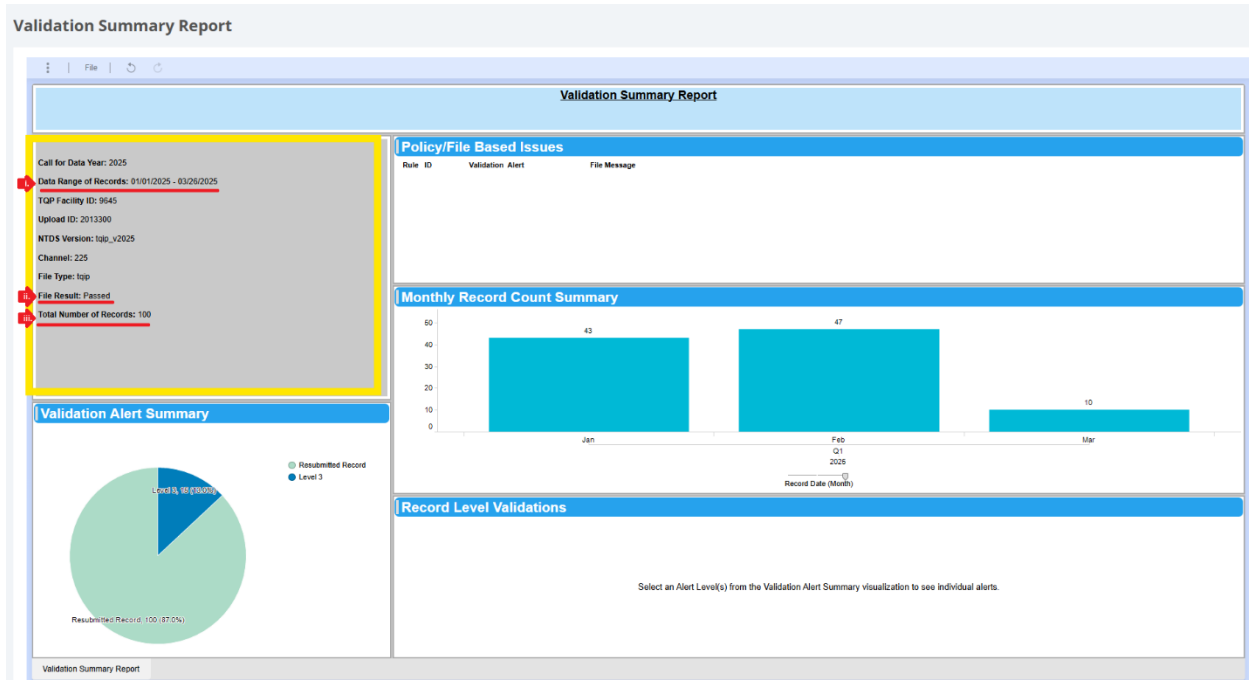 Validation Summary Report
File
Validation Summary Report
Call for Data Year: 2025
i. Data Range of Records: 01/01/2025 - 03/26/2025
TQP Facility ID: 9645
Upload ID: 2013300
NTDS Version: tqip_v2025
Channel: 225
File Type: tqip
ii. File Result: Passed
iii. Total Number of Records: 100
Policy/File Based Issues
Rule ID Validation Alert File Message
Monthly Record Count Summary
50
40
30
20
10
0
43
47
10
Jan
Feb
Mar
Q1
2025
Record Date (Month)
Validation Alert Summary
Resubmitted Record
Level 3
Level 3, 15 (13.0%)
Resubmitted Record, 100 (87.0%)
Record Level Validations
Select an Alert Level(s) from the Validation Alert Summary visualization to see individual alerts.
Validation Summary Report